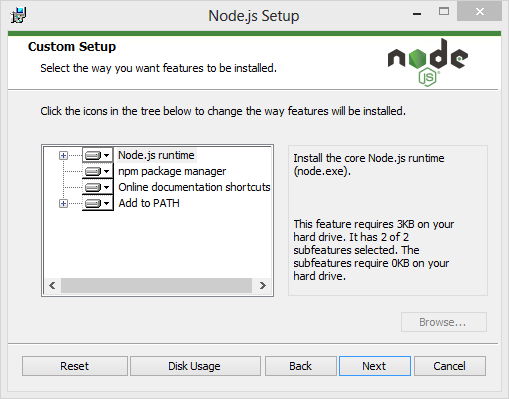 Node.js Setup
Custom Setup
Select the way you want features to be installed.
node
JS
Click the icons in the tree below to change the way features will be installed.
Node.js runtime
npm package manager
Online documentation shortcuts
Add to PATH
Install the core Node.js runtime
(node.exe).
This feature requires 3KB on your
hard drive. It has 2 of 2
subfeatures selected. The
subfeatures require 0KB on your
hard drive.
Browse...
Reset
Disk Usage
Back
Next
Cancel